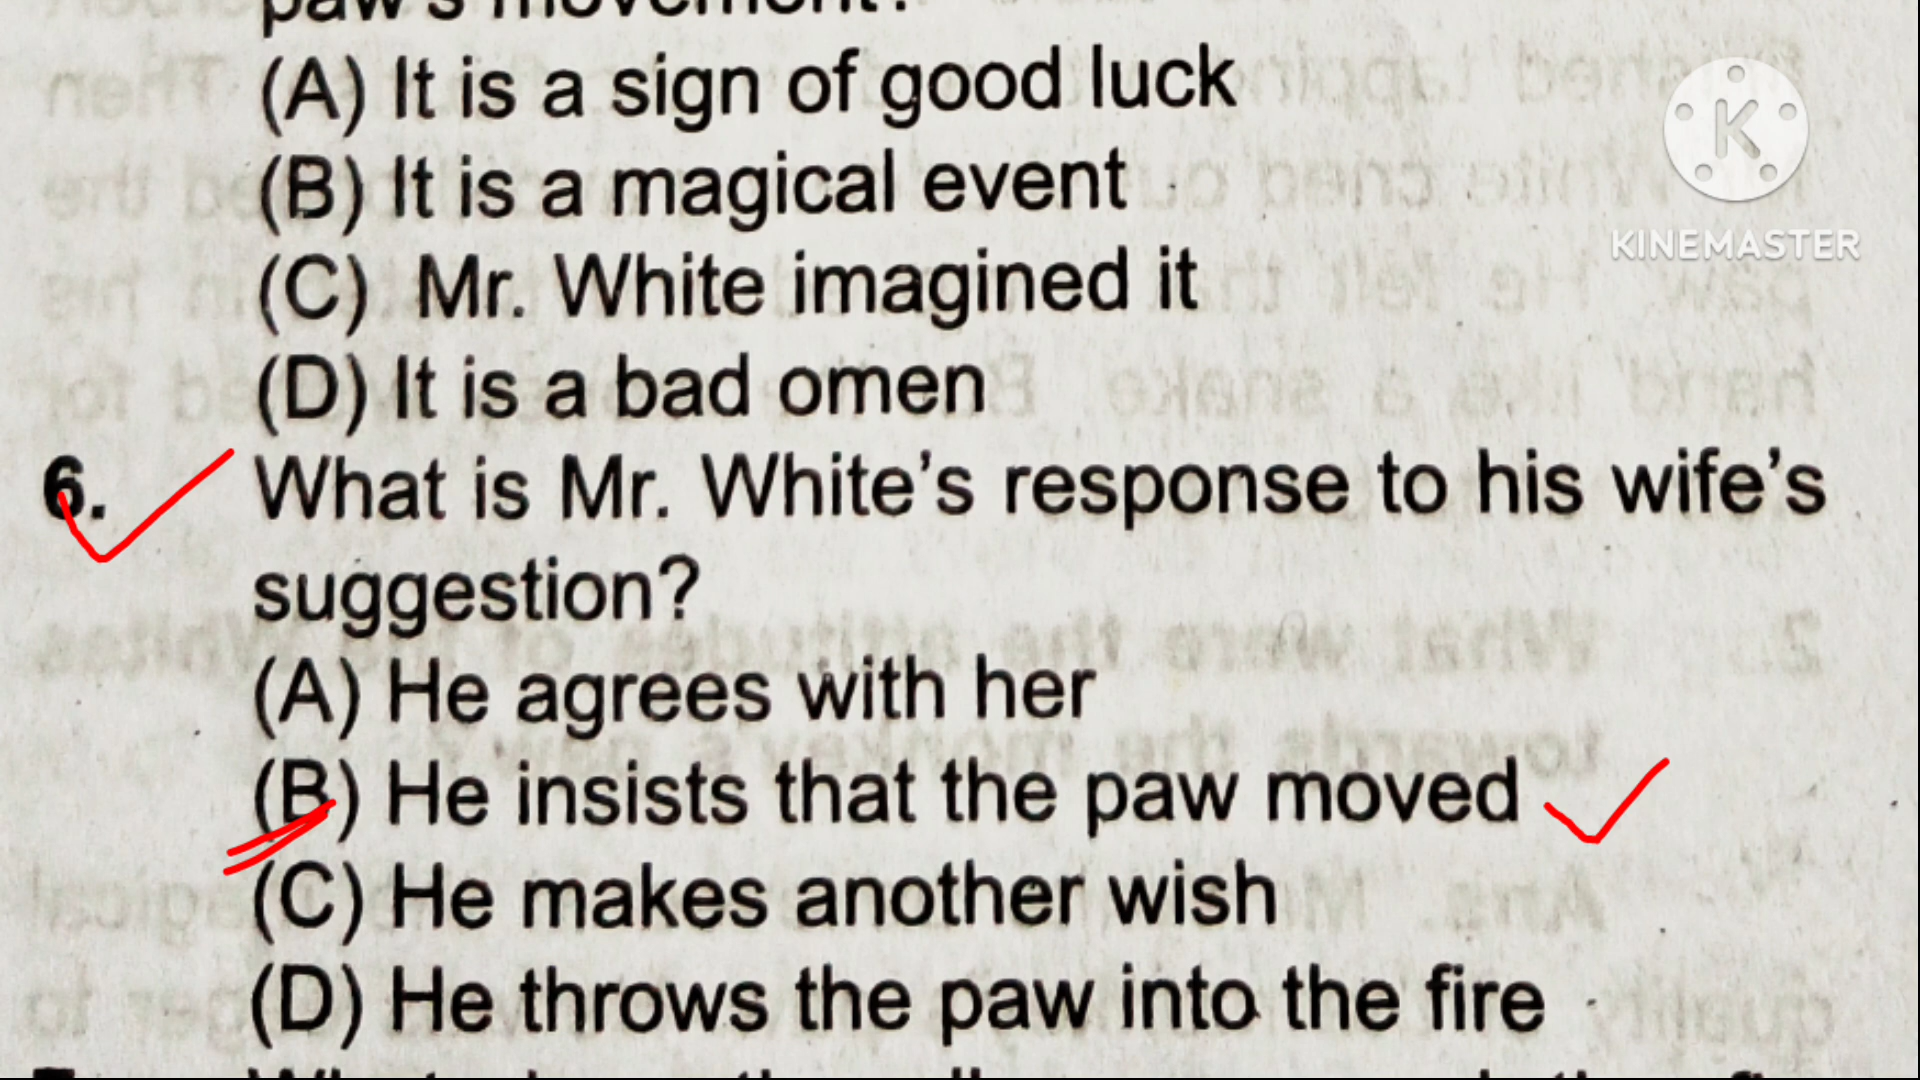 paw's movement?
(A) It is a sign of good luck
(B) It is a magical event
(C) Mr. White imagined it
(D) It is a bad omen
6. What is Mr. White's response to his wife's
suggestion?
(A) He agrees with her
(B) He insists that the paw moved
(C) He makes another wish
(D) He throws the paw into the fire
K
KINEMASTER